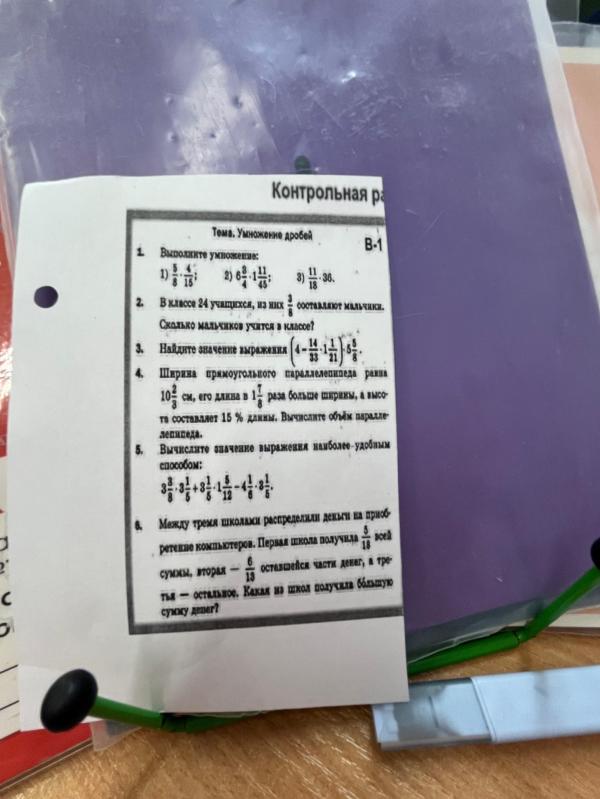 Контрольная ра
Тема. Умножение дробей
В-1
1. Выполните умножение:
1) 5/8 · 4/15; 2) 6 3/4 · 1 11/45; 3) 11/18 · 36.
2. В классе 24 учащихся, из них 3/8 составляют мальчики.
Сколько мальчиков учится в классе?
3. Найдите значение выражения (4 − 14/33 · 1 1/21) · 5 5/8.
4. Ширина прямоугольного параллелепипеда равна
10 2/3 см, его длина в 1 7/8 раза больше ширины, а высо-
та составляет 15 % длины. Вычислите объём паралле-
лепипеда.
5. Вычислите значение выражения наиболее удобным
способом:
3 3/8 · 3 1/5 + 3 1/5 · 1 5/12 − 4 1/6 · 3 1/5.
6. Между тремя школами распределили деньги на приоб-
ретение компьютеров. Первая школа получила 5/18 всей
суммы, вторая — 6/13 оставшейся части денег, а тре-
тья — остальное. Какая из школ получила бо́льшую
сумму денег?